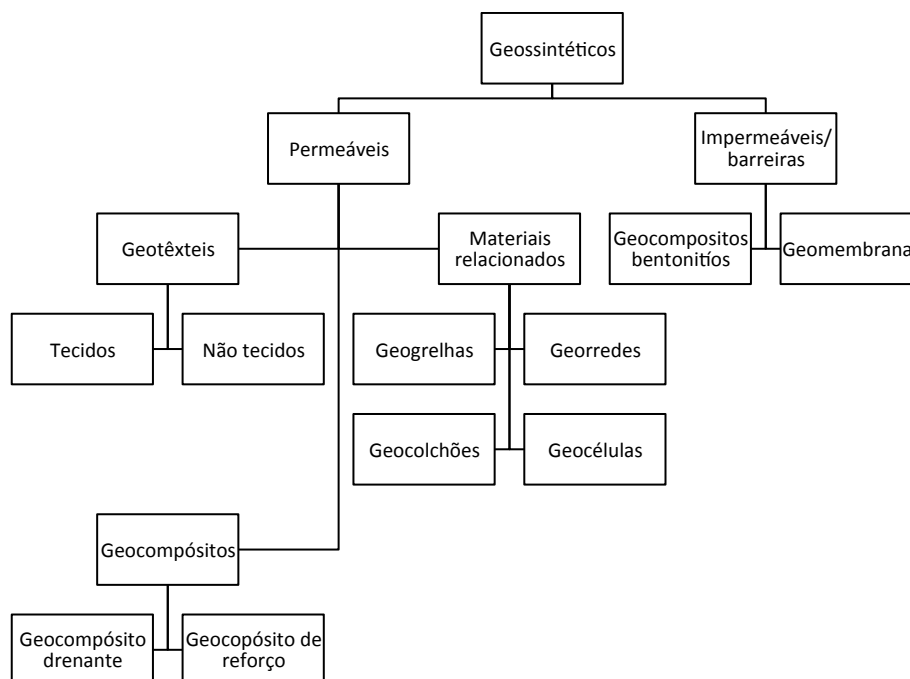 Geossintéticos
Permeáveis
Impermeáveis/
barreiras
Geotêxteis
Materiais
relacionados
Geocompositos
bentonitíos
Geomembrana
Tecidos
Não tecidos
Geogrelhas
Georredes
Geocolchões
Geocélulas
Geocompósitos
Geocompósito
drenante
Geocopósito de
reforço